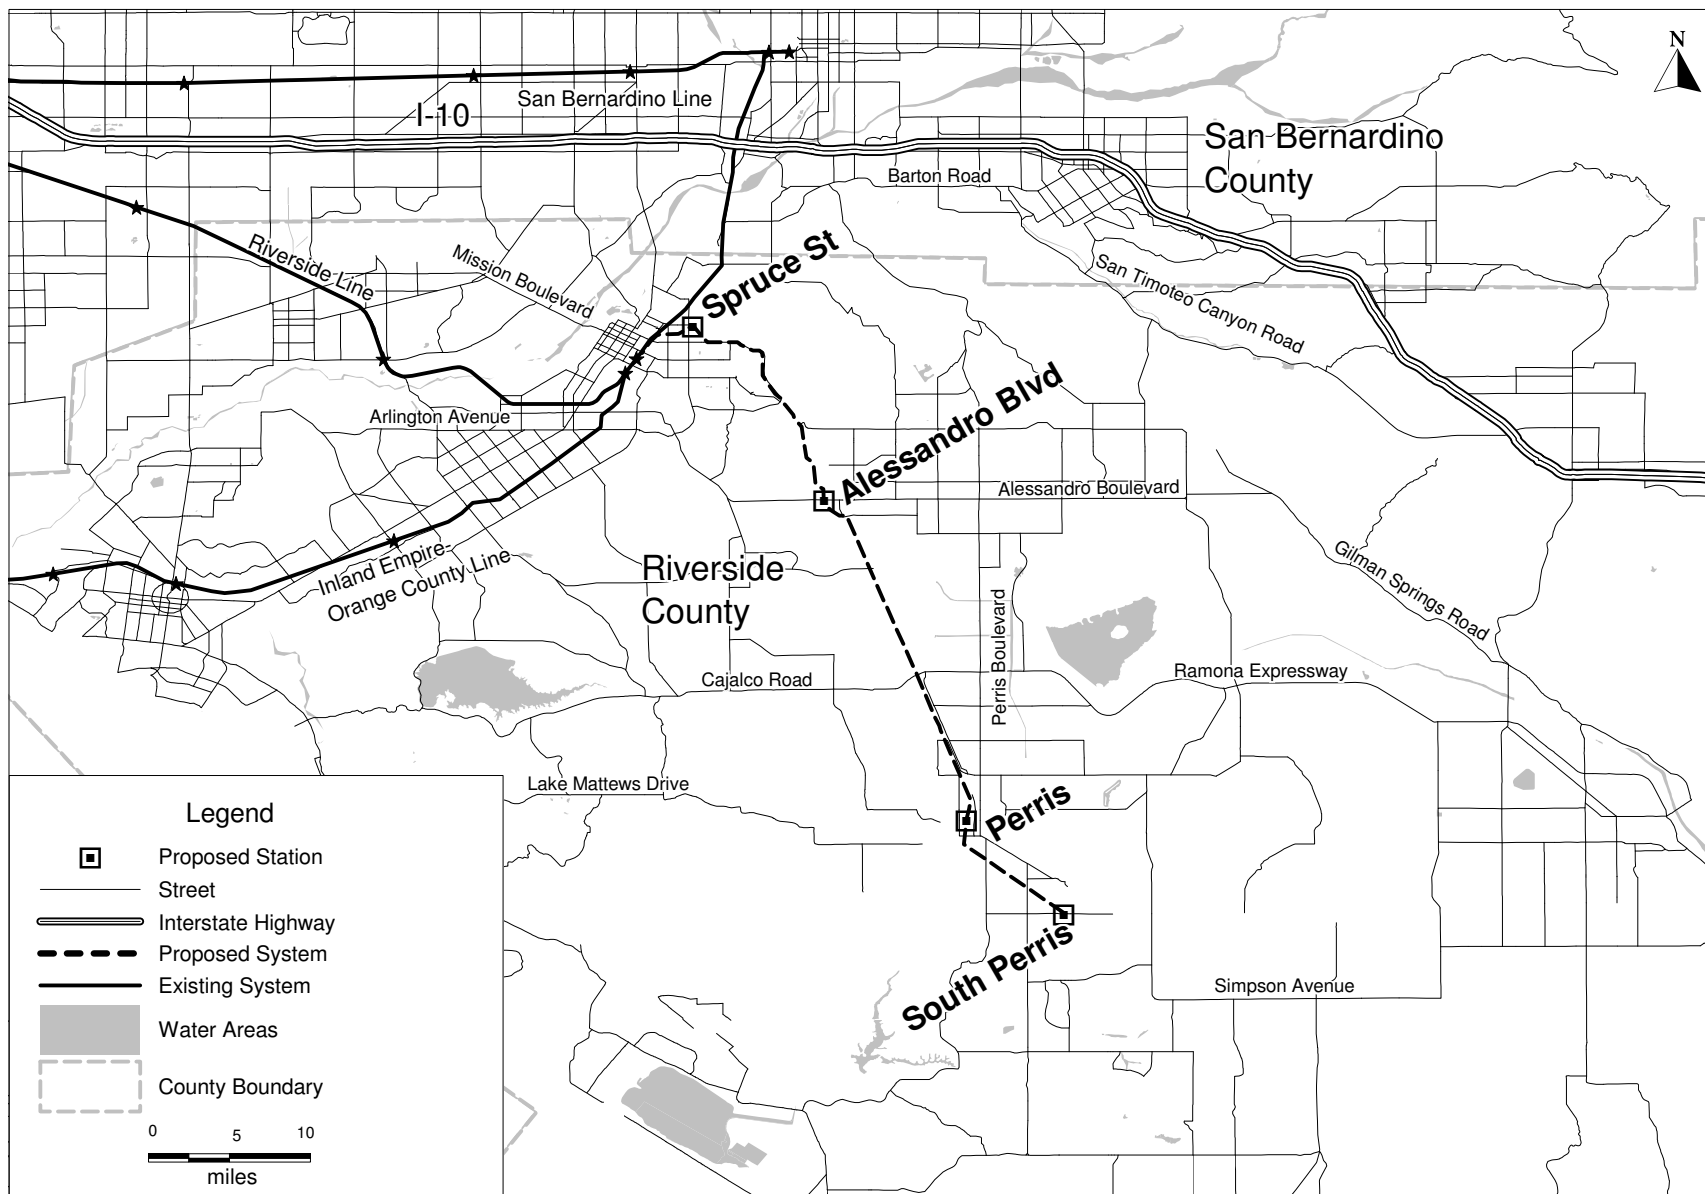 N
San Bernardino Line
I-10
San Bernardino
County
Barton Road
Riverside Line
Mission Boulevard
Spruce St
San Timoteo Canyon Road
Arlington Avenue
Alessandro Blvd
Alessandro Boulevard
Inland Empire-
Orange County Line
Riverside
County
Gilman Springs Road
Perris Boulevard
Cajalco Road
Ramona Expressway
Lake Mattews Drive
Perris
South Perris
Simpson Avenue
Legend
Proposed Station
Street
Interstate Highway
Proposed System
Existing System
Water Areas
County Boundary
0 5 10
miles